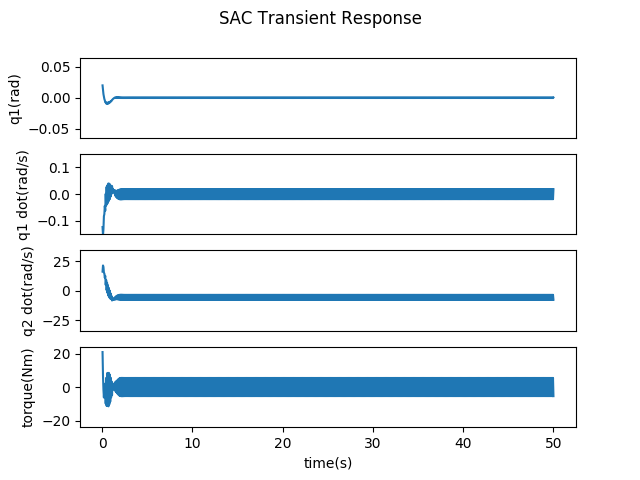 SAC Transient Response
0.05
0.00
−0.05
q1(rad)
0.1
0.0
−0.1
q1 dot(rad/s)
25
0
−25
q2 dot(rad/s)
20
0
−20
torque(Nm)
0 10 20 30 40 50
time(s)